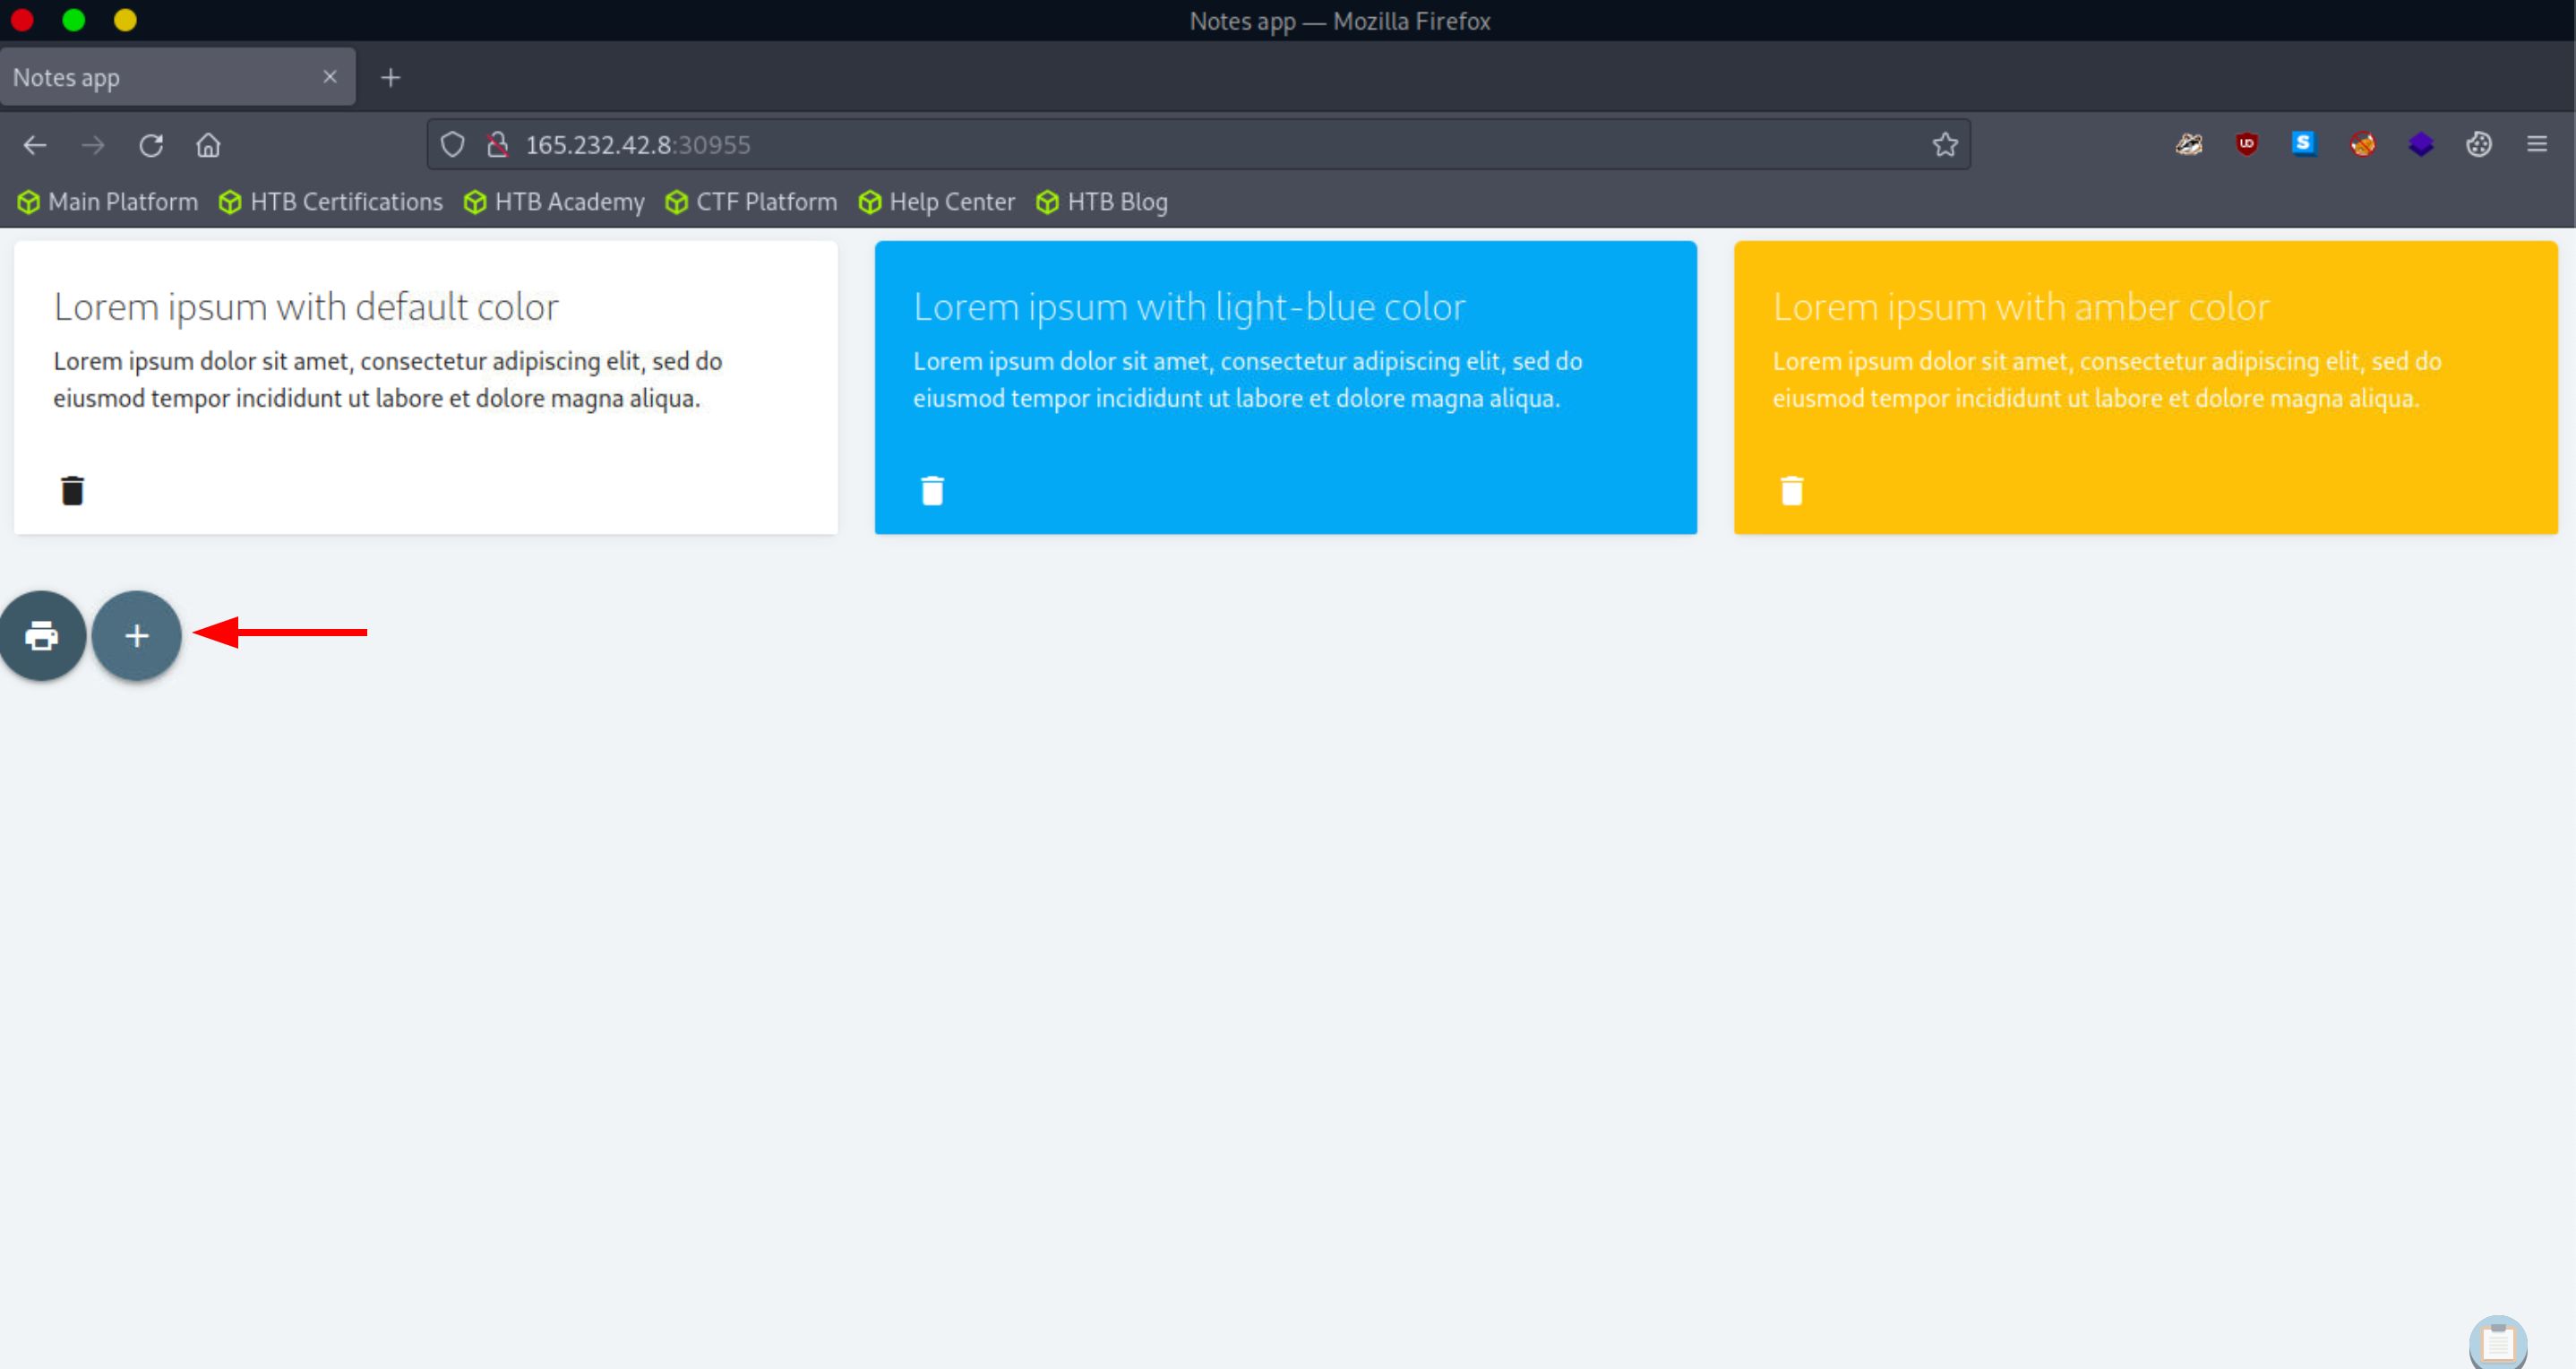 Notes app — Mozilla Firefox
Notes app
165.232.42.8:30955
Main Platform HTB Certifications HTB Academy CTF Platform Help Center HTB Blog
Lorem ipsum with default color
Lorem ipsum dolor sit amet, consectetur adipiscing elit, sed do
eiusmod tempor incididunt ut labore et dolore magna aliqua.
Lorem ipsum with light-blue color
Lorem ipsum dolor sit amet, consectetur adipiscing elit, sed do
eiusmod tempor incididunt ut labore et dolore magna aliqua.
Lorem ipsum with amber color
Lorem ipsum dolor sit amet, consectetur adipiscing elit, sed do
eiusmod tempor incididunt ut labore et dolore magna aliqua.